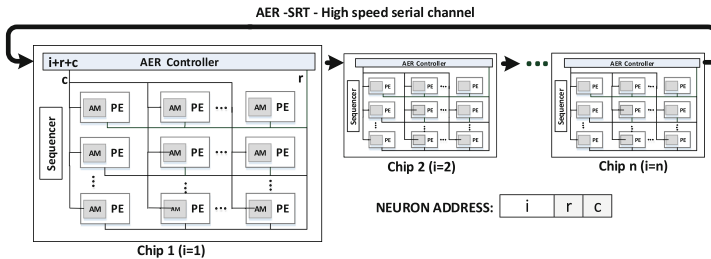 AER -SRT - High speed serial channel
i+r+c AER Controller
c r
Sequencer
AM PE AM PE ••• AM PE
AM PE AM PE ••• AM PE
AM PE AM PE ••• AM PE
Chip 1 (i=1)
AER Controller
Sequencer
PE PE ••• PE
PE PE ••• PE
PE PE ••• PE
Chip 2 (i=2)
AER Controller
Sequencer
PE PE ••• PE
PE PE ••• PE
PE PE ••• PE
Chip n (i=n)
NEURON ADDRESS: i r c